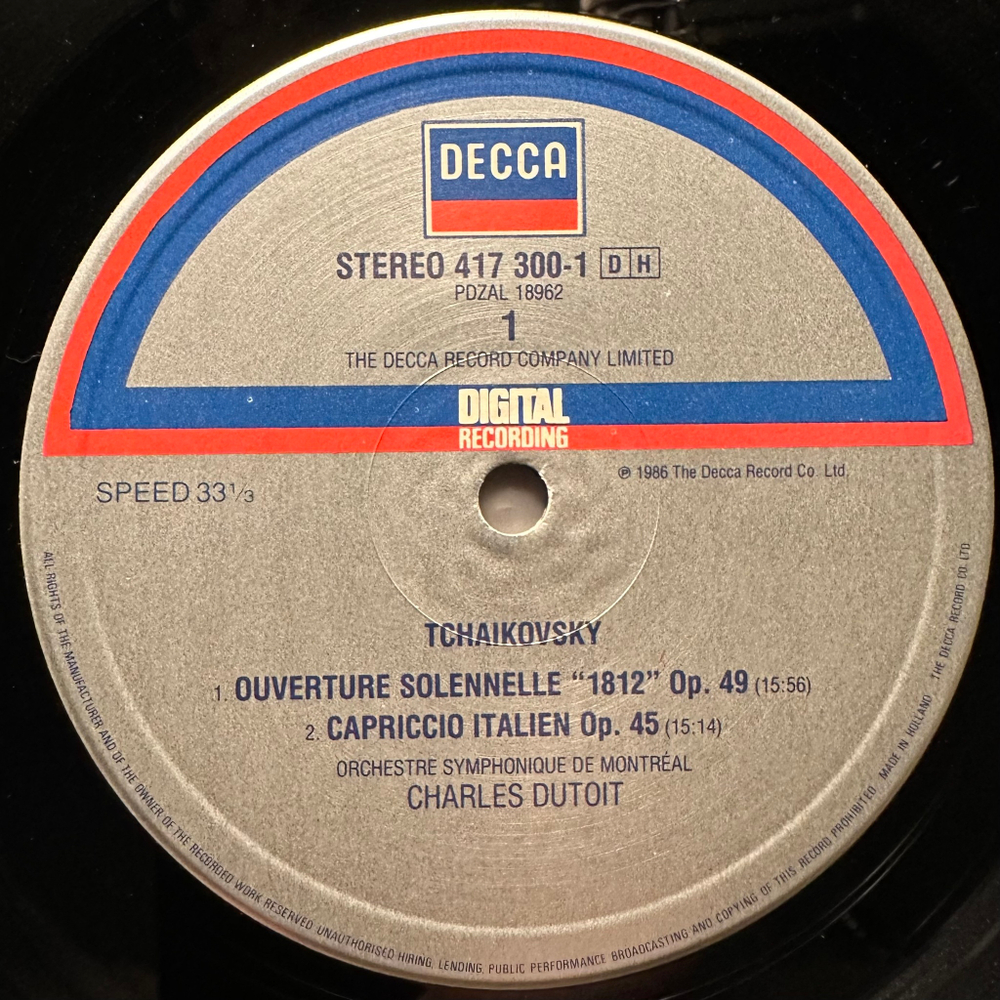 DECCA
STEREO 417 300-1 DH
PDZAL 18962
1
THE DECCA RECORD COMPANY LIMITED
DIGITAL
RECORDING
℗ 1986 The Decca Record Co. Ltd.
SPEED 33⅓
TCHAIKOVSKY
1. OUVERTURE SOLENNELLE “1812” Op. 49 (15:56)
2. CAPRICCIO ITALIEN Op. 45 (15:14)
ORCHESTRE SYMPHONIQUE DE MONTRÉAL
CHARLES DUTOIT
ALL RIGHTS OF THE MANUFACTURER AND OF THE OWNER OF THE RECORDED WORK RESERVED. UNAUTHORISED HIRING, LENDING, PUBLIC PERFORMANCE BROADCASTING AND COPYING OF THIS RECORD PROHIBITED MADE IN HOLLAND THE DECCA RECORD CO. LTD